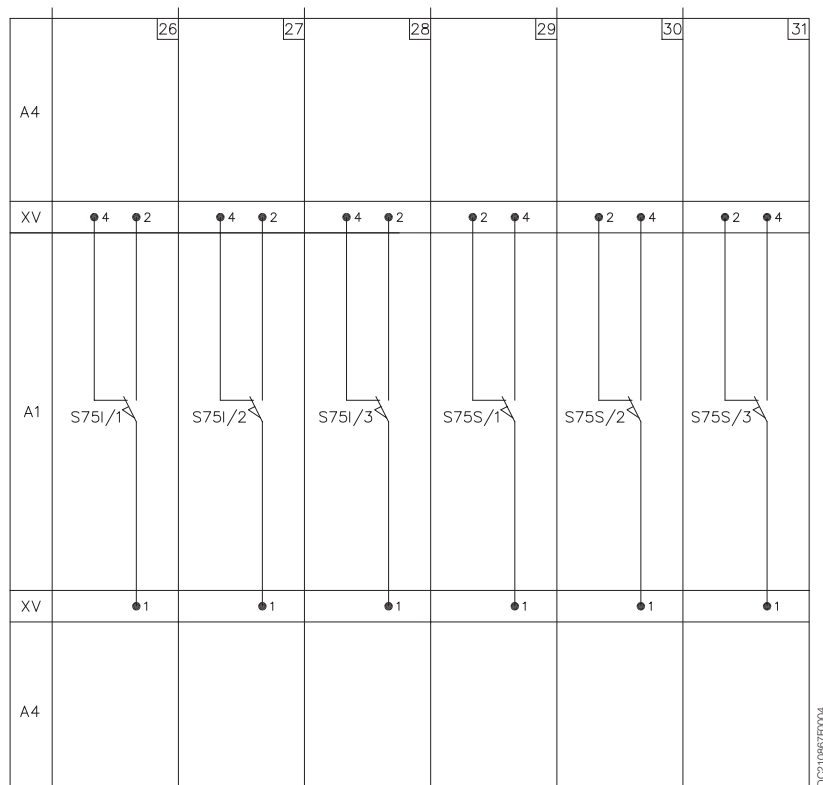 26 27 28 29 30 31
A4
XV 4 2 4 2 4 2 2 4 2 4 2 4
A1 S75I/1 S75I/2 S75I/3 S75S/1 S75S/2 S75S/3
XV 1 1 1 1 1 1
A4